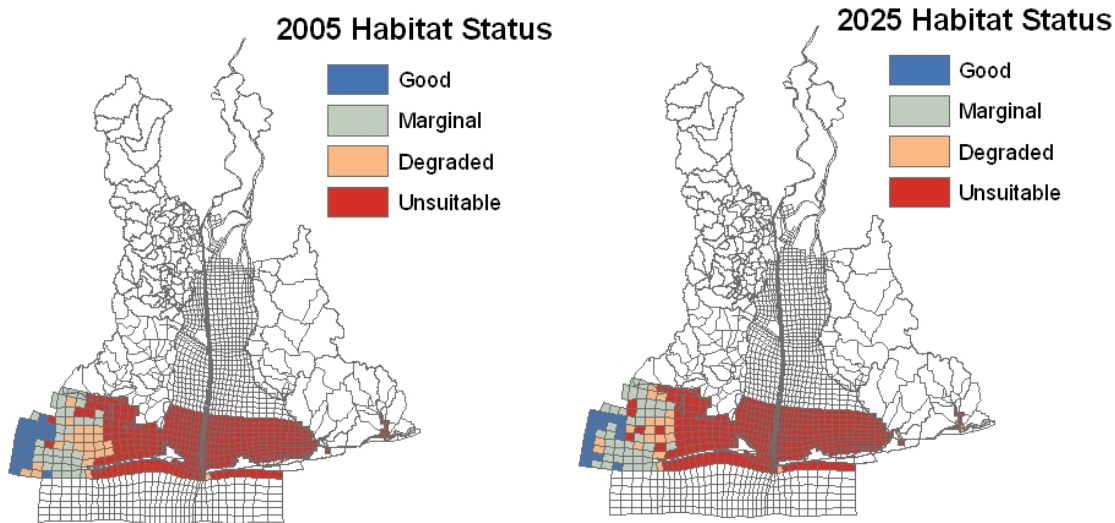 2005 Habitat Status
Good
Marginal
Degraded
Unsuitable
2025 Habitat Status
Good
Marginal
Degraded
Unsuitable